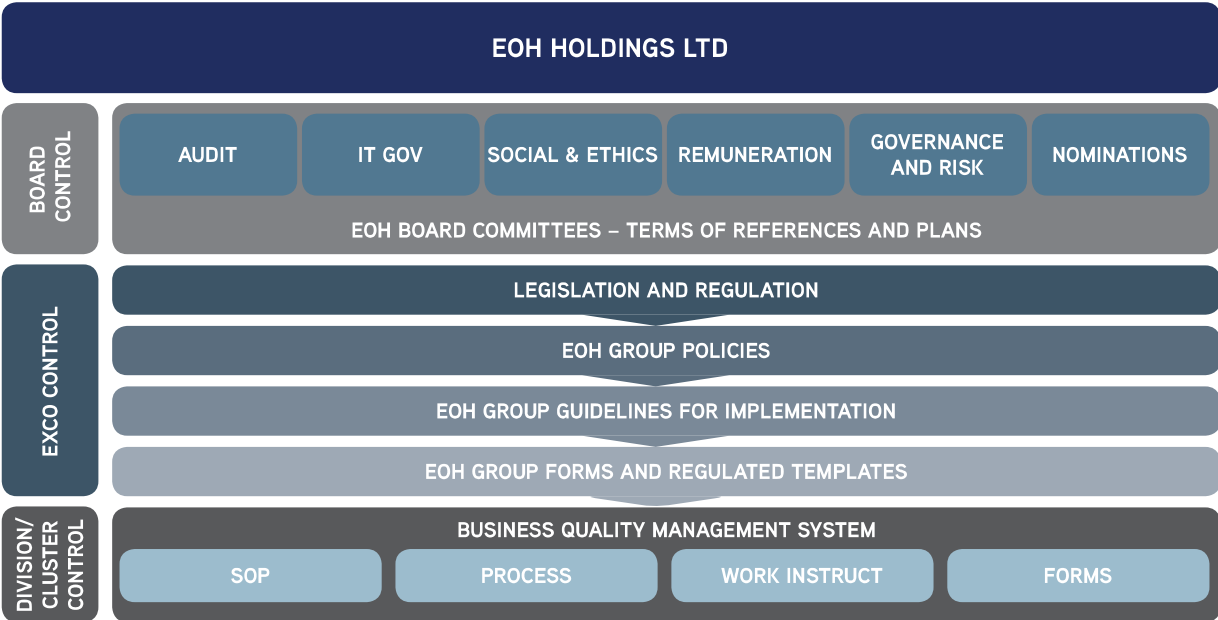 EOH HOLDINGS LTD
BOARD
CONTROL
AUDIT
IT GOV
SOCIAL & ETHICS
REMUNERATION
GOVERNANCE
AND RISK
NOMINATIONS
EOH BOARD COMMITTEES – TERMS OF REFERENCES AND PLANS
EXCO CONTROL
LEGISLATION AND REGULATION
EOH GROUP POLICIES
EOH GROUP GUIDELINES FOR IMPLEMENTATION
EOH GROUP FORMS AND REGULATED TEMPLATES
DIVISION/
CLUSTER
CONTROL
BUSINESS QUALITY MANAGEMENT SYSTEM
SOP
PROCESS
WORK INSTRUCT
FORMS